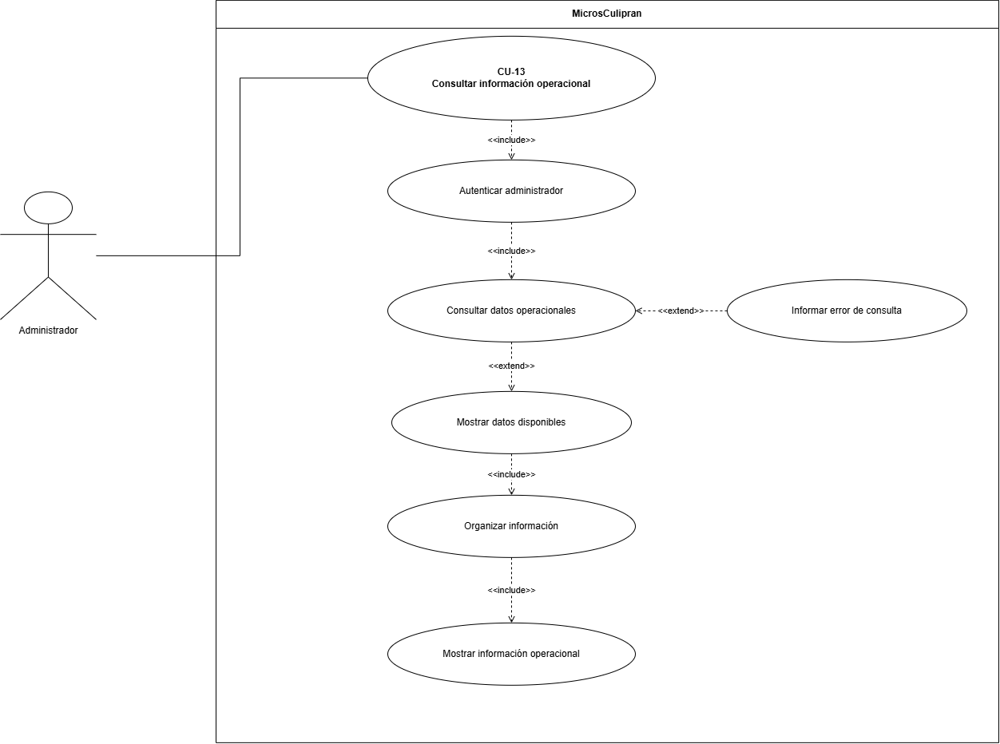 MicrosCulipran
CU-13
Consultar información operacional
<<include>>
Autenticar administrador
<<include>>
Consultar datos operacionales
<<extend>>
Informar error de consulta
Administrador
<<extend>>
Mostrar datos disponibles
<<include>>
Organizar información
<<include>>
Mostrar información operacional